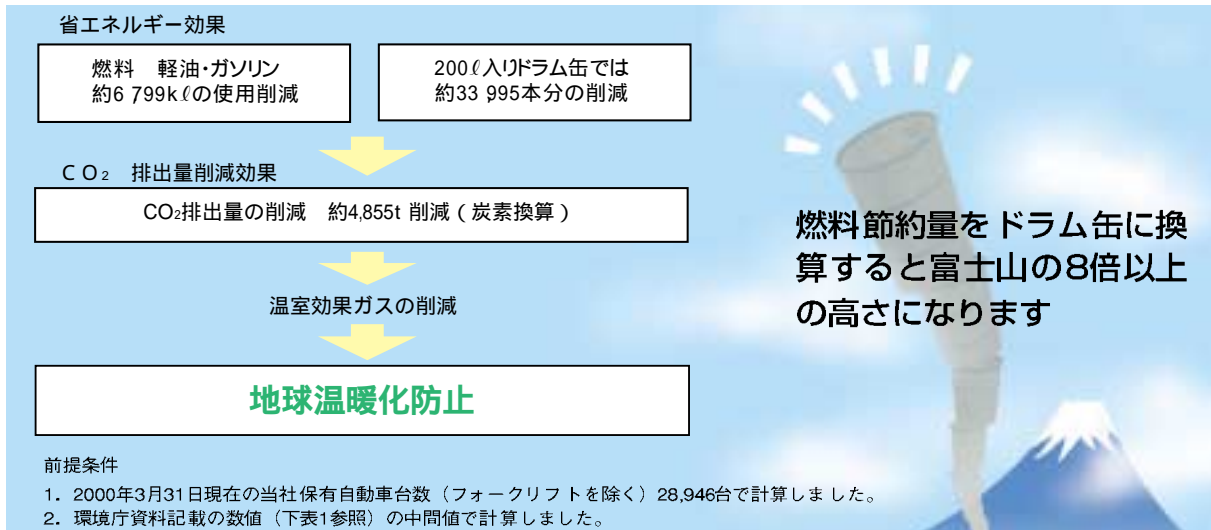 省エネルギー効果
燃料 軽油・ガソリン
約6 799kℓの使用削減
200ℓ入りドラム缶では
約33 995本分の削減
CO₂ 排出量削減効果
CO₂排出量の削減 約4,855t 削減(炭素換算)
温室効果ガスの削減
地球温暖化防止
燃料節約量をドラム缶に換
算すると富士山の8倍以上
の高さになります
前提条件
1. 2000年3月31日現在の当社保有自動車台数(フォークリフトを除く)28,946台で計算しました。
2. 環境庁資料記載の数値(下表1参照)の中間値で計算しました。